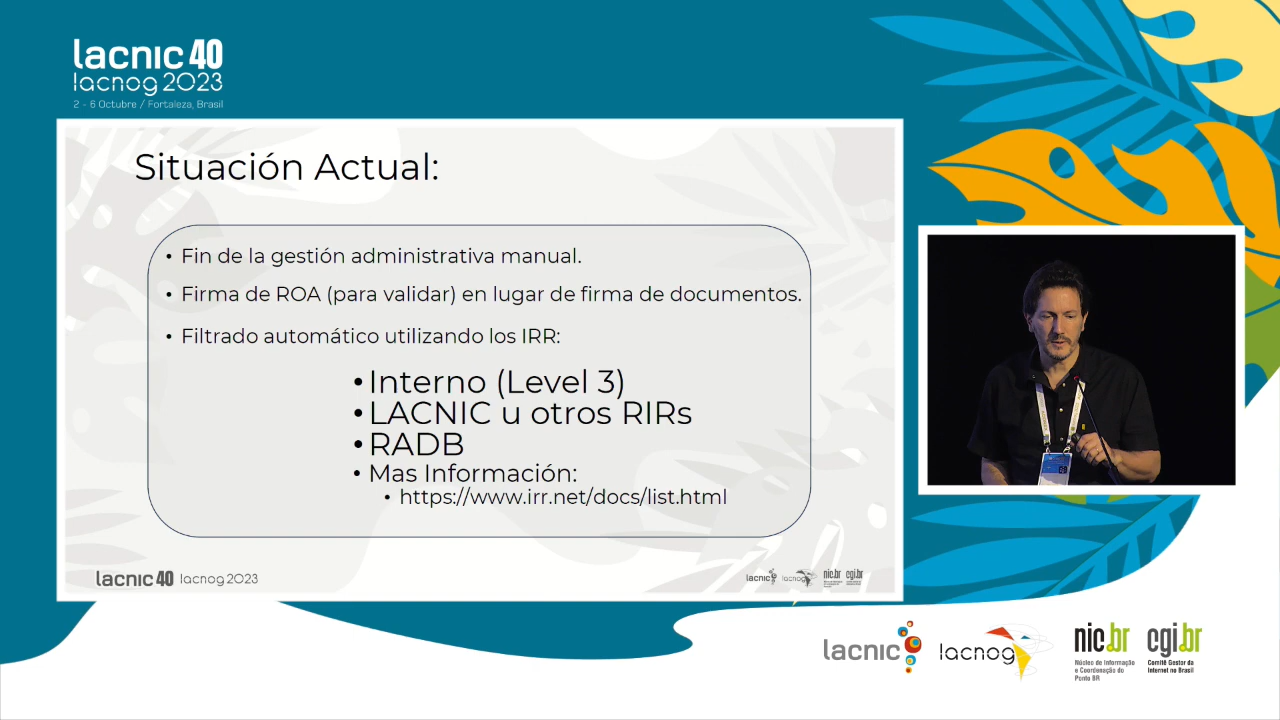 lacnic 40
lacnog 2023
2 - 6 Octubre / Fortaleza, Brasil
Situación Actual:
• Fin de la gestión administrativa manual.
• Firma de ROA (para validar) en lugar de firma de documentos.
• Filtrado automático utilizando los IRR:
• Interno (Level 3)
• LACNIC u otros RIRs
• RADB
• Mas Información:
• https://www.irr.net/docs/list.html
lacnic 40 lacnog 2023
lacnic lacnog nic.br cgi.br
lacnic lacnog nic.br cgi.br
Núcleo de Informação
e Coordenação do
Ponto BR
Comitê Gestor da
Internet no Brasil